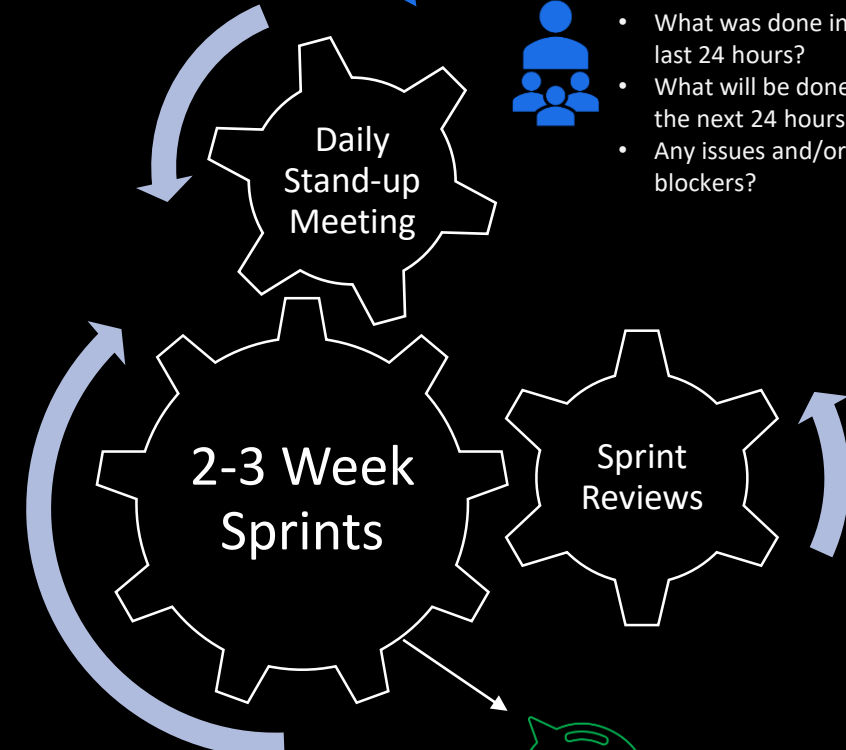 • What was done in
last 24 hours?
• What will be done
the next 24 hours
• Any issues and/or
blockers?
Daily
Stand-up
Meeting
2-3 Week
Sprints
Sprint
Reviews